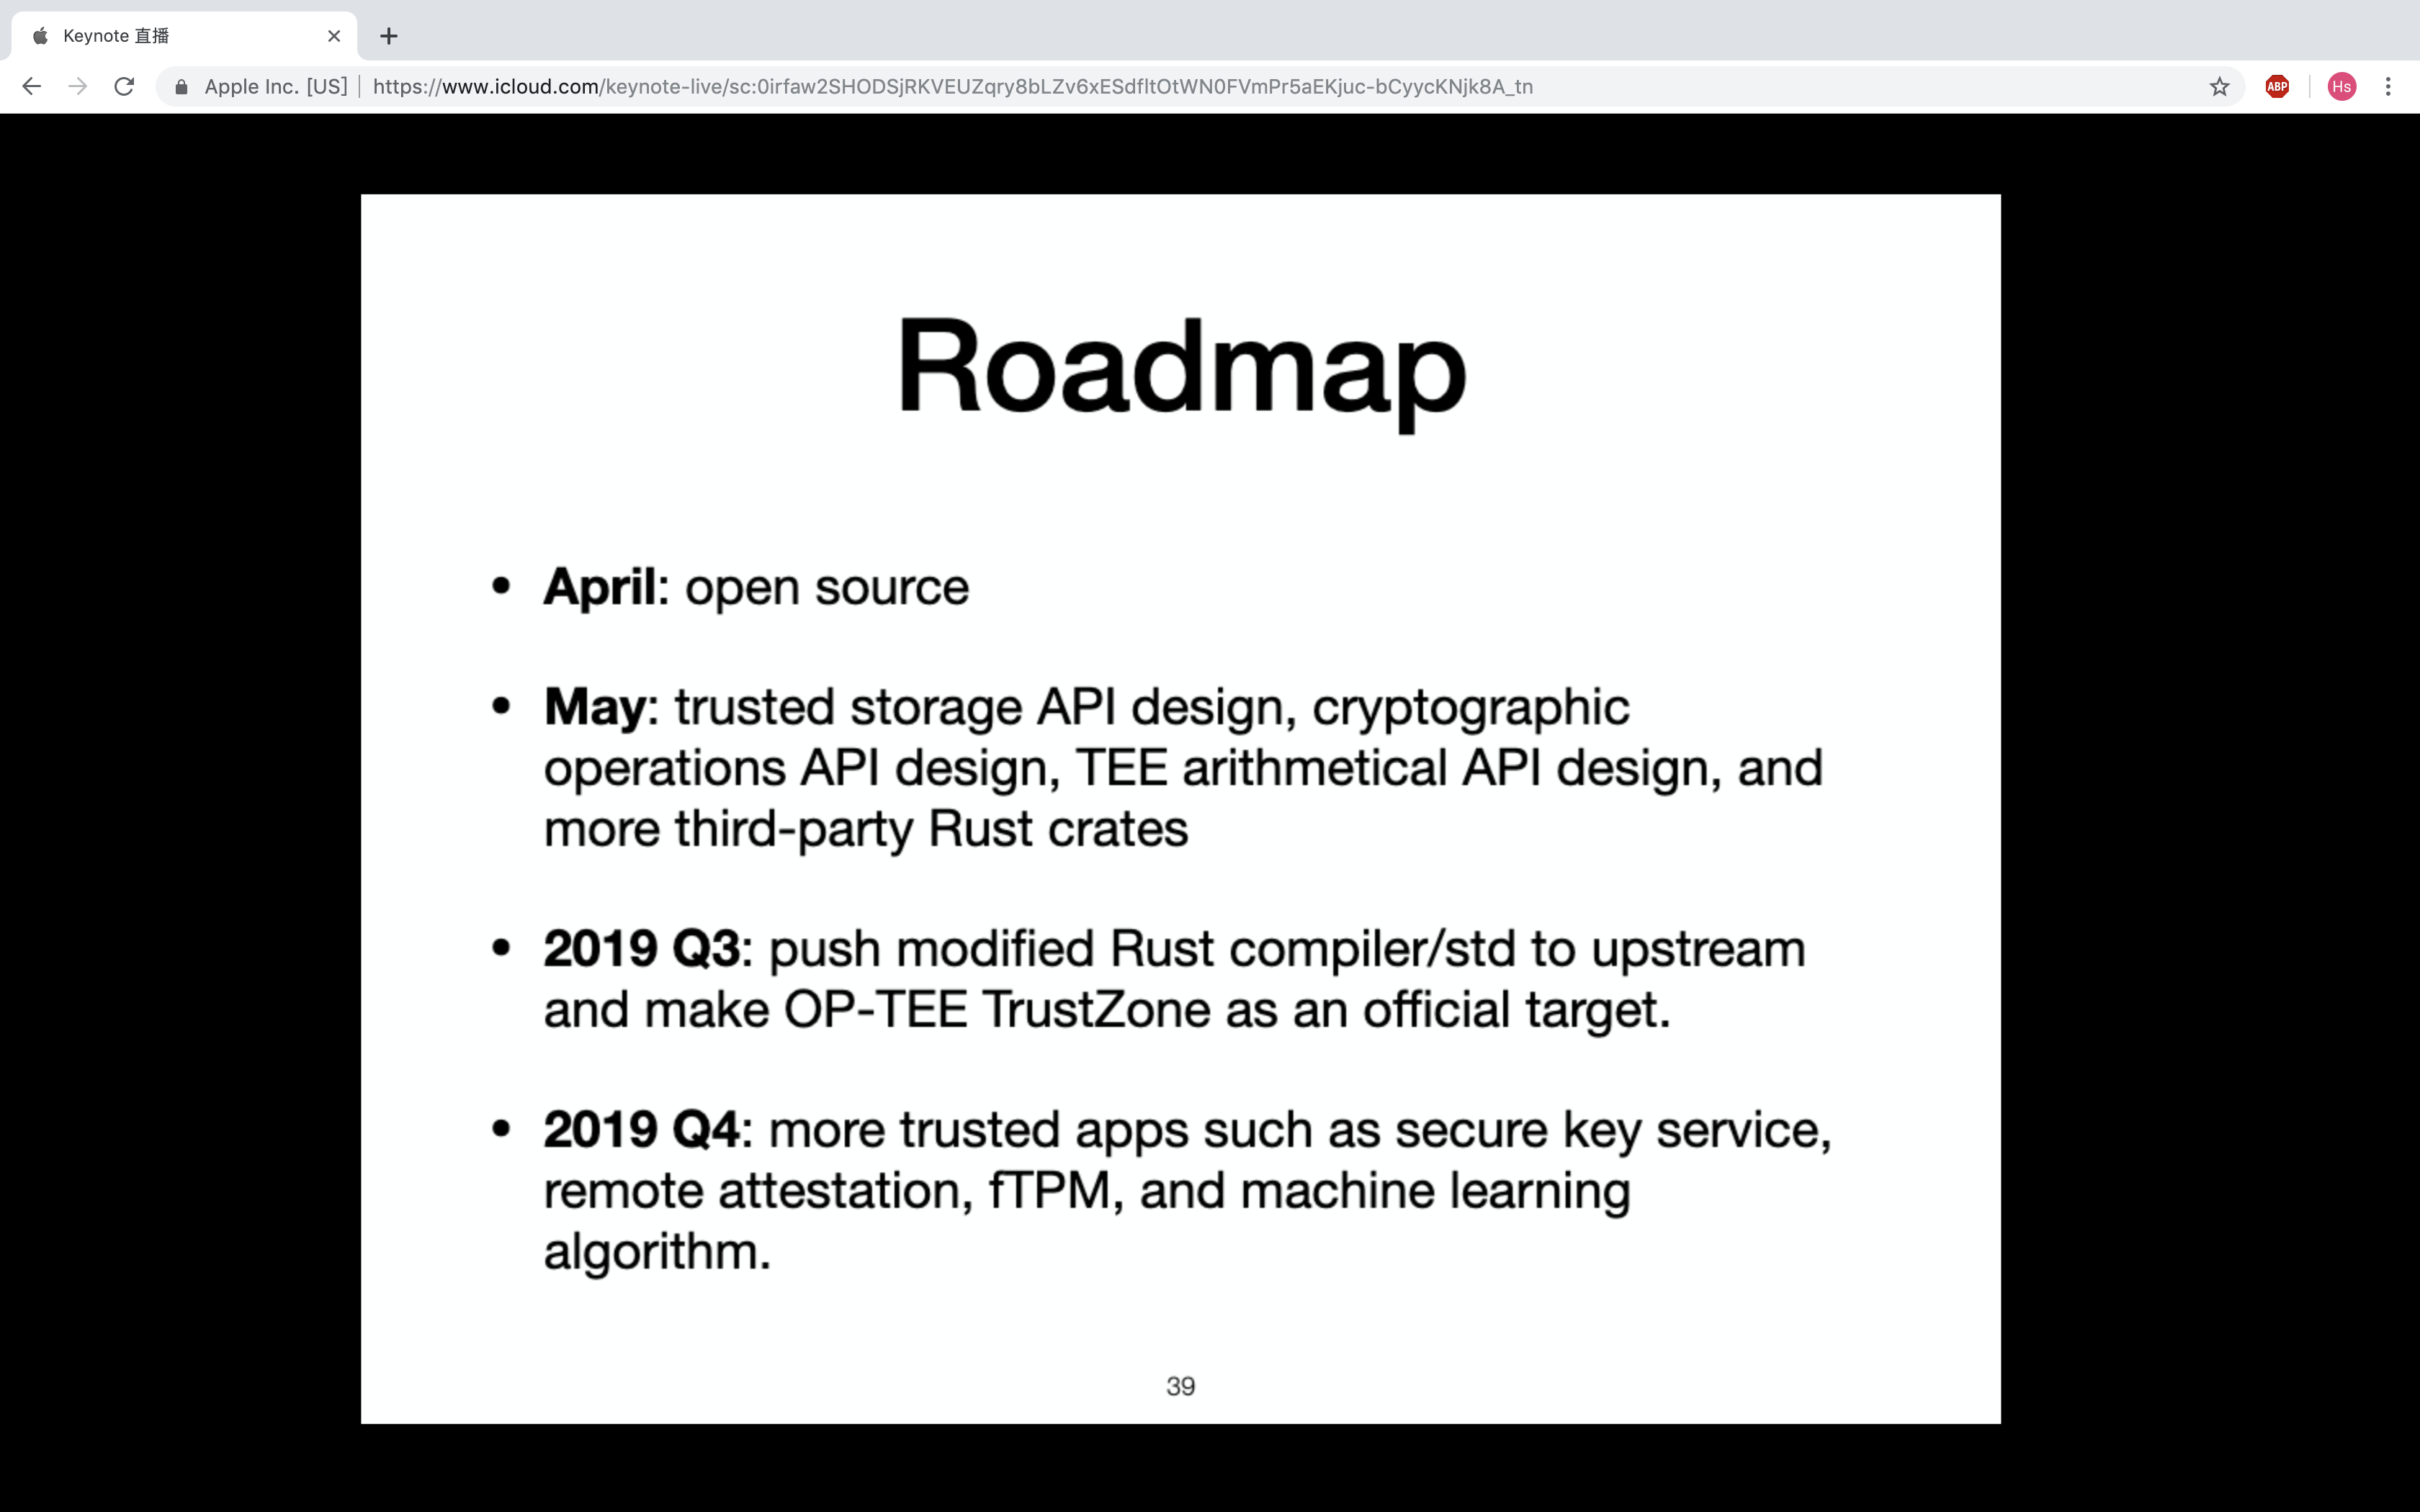 Keynote 直播
Apple Inc. [US] | https://www.icloud.com/keynote-live/sc:0irfaw2SHODSjRKVEUZqry8bLZv6xESdfItOtWN0FVmPr5aEKjuc-bCyycKNjk8A_tn
ABP
Hs
Roadmap
• April: open source
• May: trusted storage API design, cryptographic
operations API design, TEE arithmetical API design, and
more third-party Rust crates
• 2019 Q3: push modified Rust compiler/std to upstream
and make OP-TEE TrustZone as an official target.
• 2019 Q4: more trusted apps such as secure key service,
remote attestation, fTPM, and machine learning
algorithm.
39